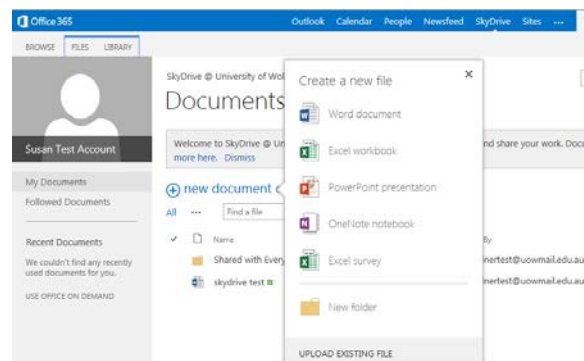 Office 365
Outlook Calendar People Newsfeed SkyDrive Sites ...
BROWSE FILES LIBRARY
SkyDrive @ University of Wol
Documents
Susan Test Account
Welcome to SkyDrive @ Un
nd share your work. Docu
more here. Dismiss
My Documents
Followed Documents
new document
All ... Find a file
Name
By
Recent Documents
We couldn't find any recently
used documents for you.
Shared with Every
nertest@uowmail.edu.au
skydrive test
nertest@uowmail.edu.au
USE OFFICE ON DEMAND
Create a new file
Word document
Excel workbook
PowerPoint presentation
OneNote notebook
Excel survey
New folder
UPLOAD EXISTING FILE